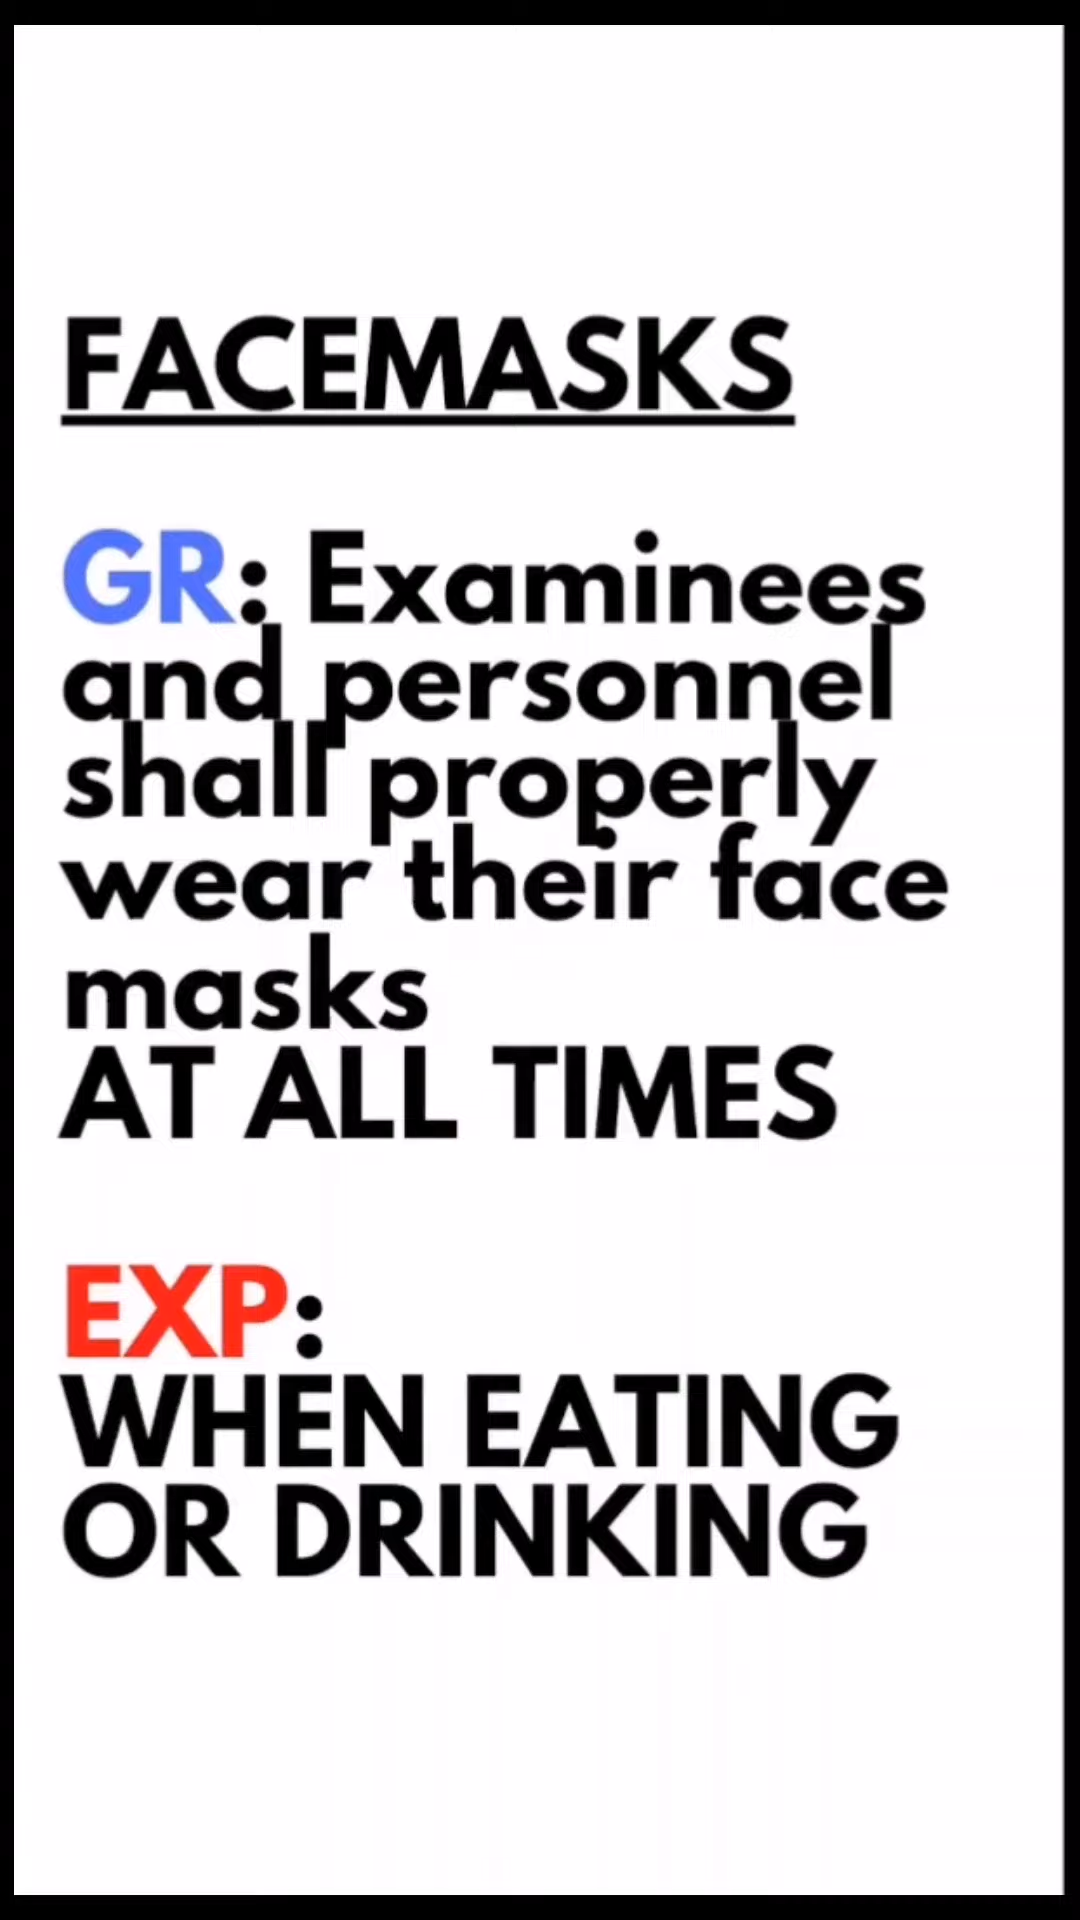 FACEMASKS
GR: Examinees
and personnel
shall properly
wear their face
masks
AT ALL TIMES
EXP:
WHEN EATING
OR DRINKING